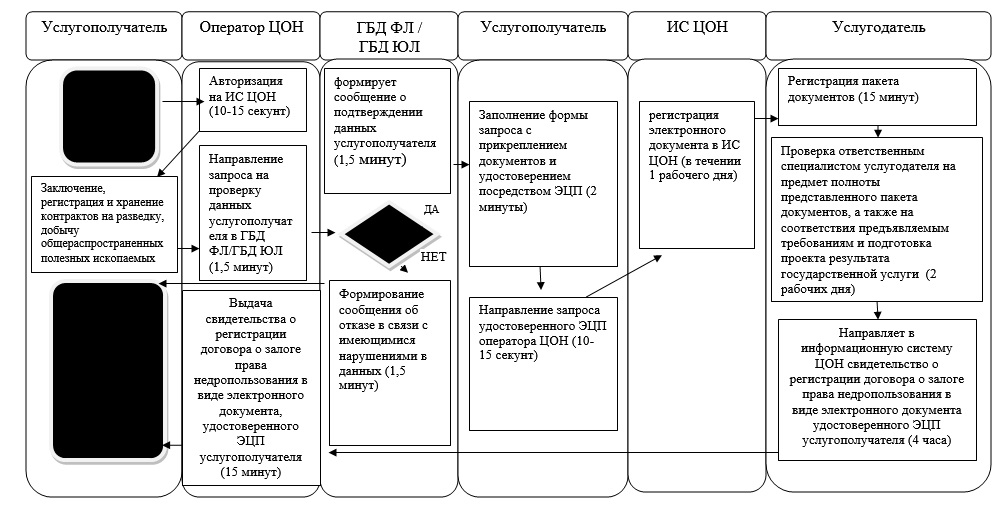 Услугополучатель
Оператор ЦОН
ГБД ФЛ /
ГБД ЮЛ
Услугополучатель
ИС ЦОН
Услугодатель
Авторизация
на ИС ЦОН
(10-15 секунт)
Заключение,
регистрация и хранение
контрактов на разведку,
добычу
общераспространенных
полезных ископаемых
Направление
запроса на
проверку
данных
услугополучат
еля в ГБД
ФЛ/ГБД ЮЛ
(1,5 минут)
Выдача
свидетельства о
регистрации
договора о залоге
права
недропользования в
виде электронного
документа,
удостоверенного
ЭЦП
услугополучателя
(15 минут)
формирует
сообщение о
подтверждении
данных
услугополучателя
(1,5 минут)
ДА
НЕТ
Формирование
сообщения об
отказе в связи с
имеющимися
нарушениями в
данных (1,5
минут)
Заполнение формы
запроса с
прикреплением
документов и
удостоверением
посредством ЭЦП (2
минуты)
Направление запроса
удостоверенного ЭЦП
оператора ЦОН (10-
15 секунт)
регистрация
электронного
документа в ИС
ЦОН (в течении
1 рабочего дня)
Регистрация пакета
документов (15 минут)
Проверка ответственным
специалистом услугодателя на
предмет полноты
представленного пакета
документов, а также на
соответствия предъявляемым
требованиям и подготовка
проекта результата
государственной услуги (2
рабочих дня)
Направляет в
информационную систему
ЦОН свидетельство о
регистрации договора о залоге
права недропользования в
виде электронного документа
удостоверенного ЭЦП
услугополучателя (4 часа)